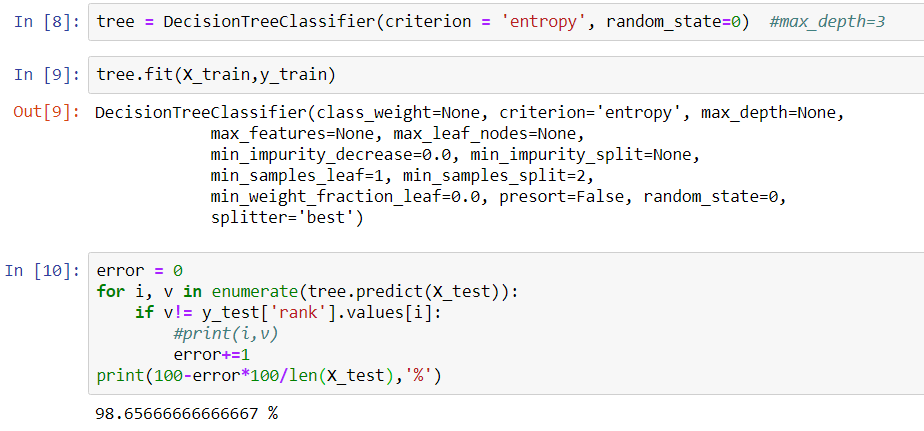 In [8]: tree = DecisionTreeClassifier(criterion = 'entropy', random_state=0)  #max_depth=3
In [9]: tree.fit(X_train,y_train)
Out[9]: DecisionTreeClassifier(class_weight=None, criterion='entropy', max_depth=None,
            max_features=None, max_leaf_nodes=None,
            min_impurity_decrease=0.0, min_impurity_split=None,
            min_samples_leaf=1, min_samples_split=2,
            min_weight_fraction_leaf=0.0, presort=False, random_state=0,
            splitter='best')
In [10]: error = 0
for i, v in enumerate(tree.predict(X_test)):
    if v!= y_test['rank'].values[i]:
        #print(i,v)
        error+=1
print(100-error*100/len(X_test),'%')
98.65666666666667 %